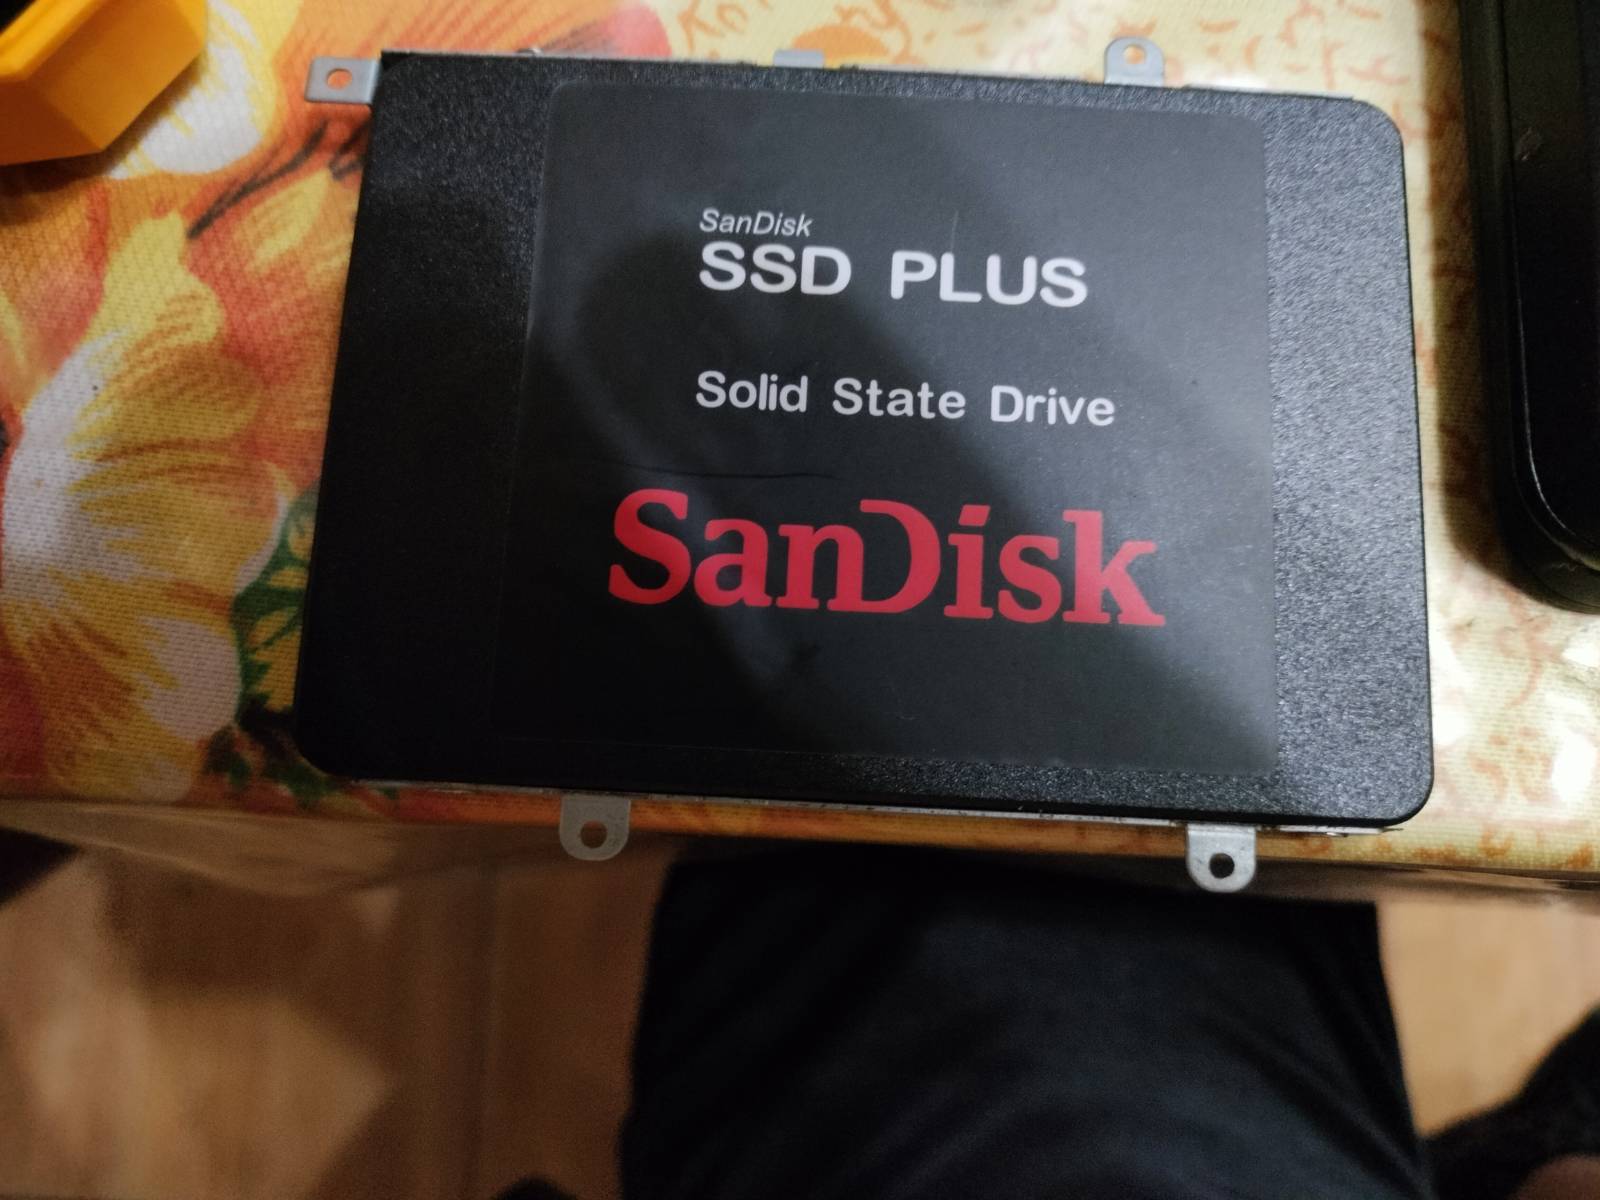 SanDisk
SSD PLUS
Solid State Drive
SanDisk